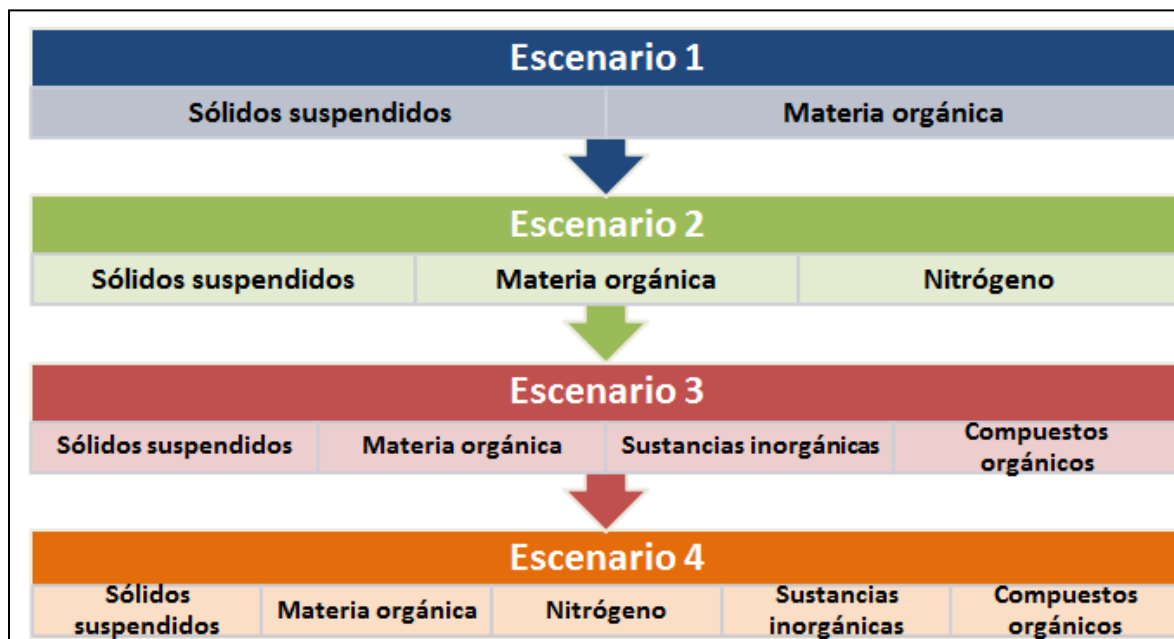 Escenario 1
Sólidos suspendidos
Materia orgánica
Escenario 2
Sólidos suspendidos
Materia orgánica
Nitrógeno
Escenario 3
Sólidos suspendidos
Materia orgánica
Sustancias inorgánicas
Compuestos
orgánicos
Escenario 4
Sólidos
suspendidos
Materia orgánica
Nitrógeno
Sustancias
inorgánicas
Compuestos
orgánicos